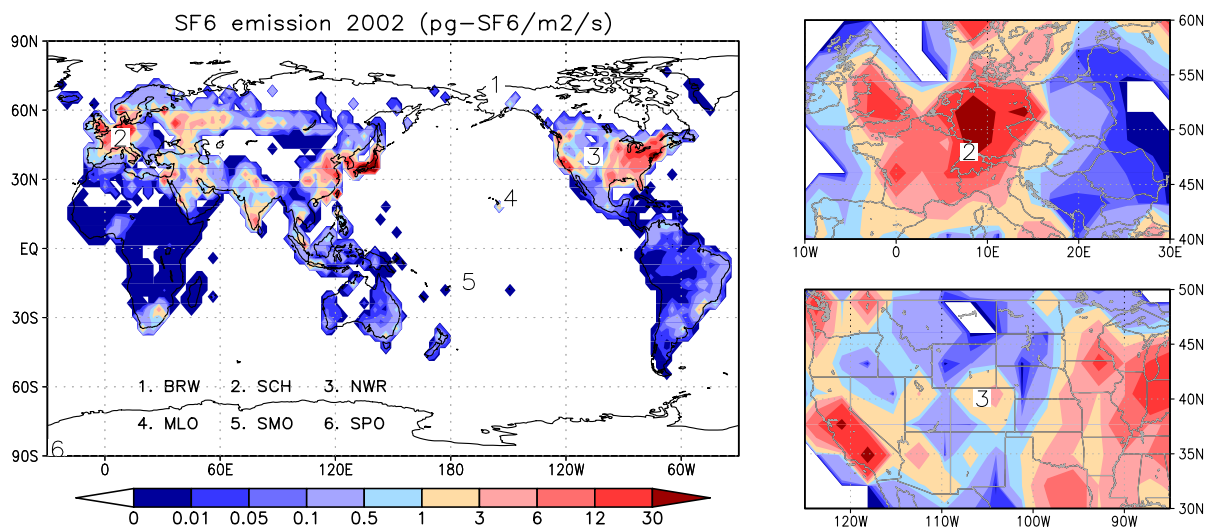 SF6 emission 2002 (pg-SF6/m2/s)
90N
60N
30N
EQ
30S
60S
90S
0
60E
120E
180
120W
60W
1
2
3
4
5
6
1. BRW 2. SCH 3. NWR
4. MLO 5. SMO 6. SPO
0 0.01 0.05 0.1 0.5 1 3 6 12 30
60N
55N
50N
45N
40N
10W 0 10E 20E 30E
2
50N
45N
40N
35N
30N
120W 110W 100W 90W
3